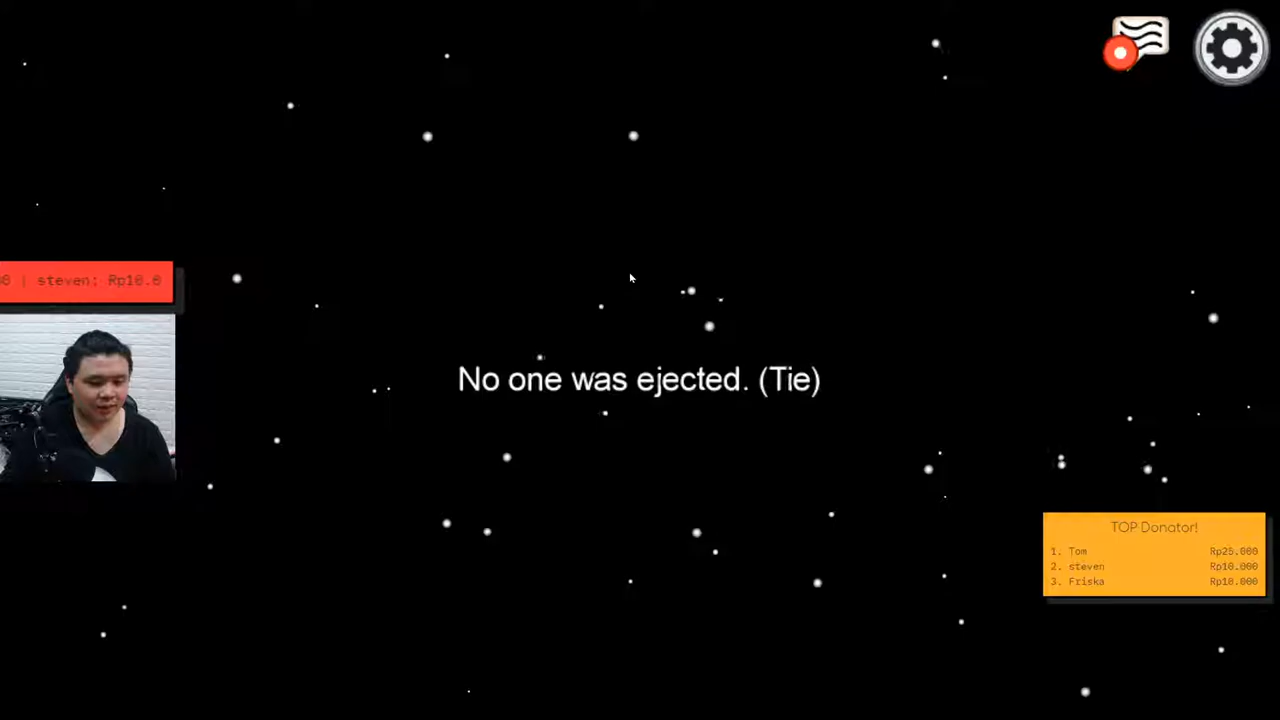 steven: Rp10.0
No one was ejected. (Tie)
TOP Donator!
1. Tom Rp25.000
2. steven Rp10.000
3. Friska Rp10.000